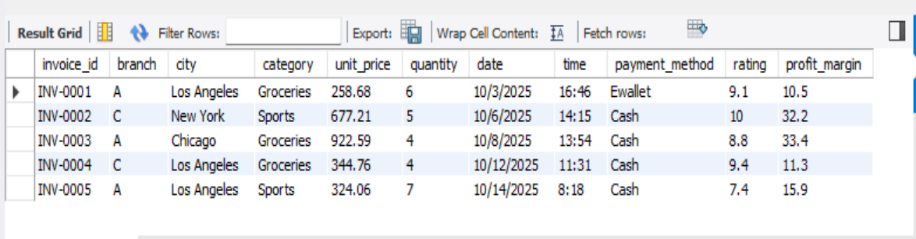 Result Grid Filter Rows: Export: Wrap Cell Content: Fetch rows:
invoice_id branch city category unit_price quantity date time payment_method rating profit_margin
INV-0001 A Los Angeles Groceries 258.68 6 10/3/2025 16:46 Ewallet 9.1 10.5
INV-0002 C New York Sports 677.21 5 10/6/2025 14:15 Cash 10 32.2
INV-0003 A Chicago Groceries 922.59 4 10/8/2025 13:54 Cash 8.8 33.4
INV-0004 C Los Angeles Groceries 344.76 4 10/12/2025 11:31 Cash 9.4 11.3
INV-0005 A Los Angeles Sports 324.06 7 10/14/2025 8:18 Cash 7.4 15.9